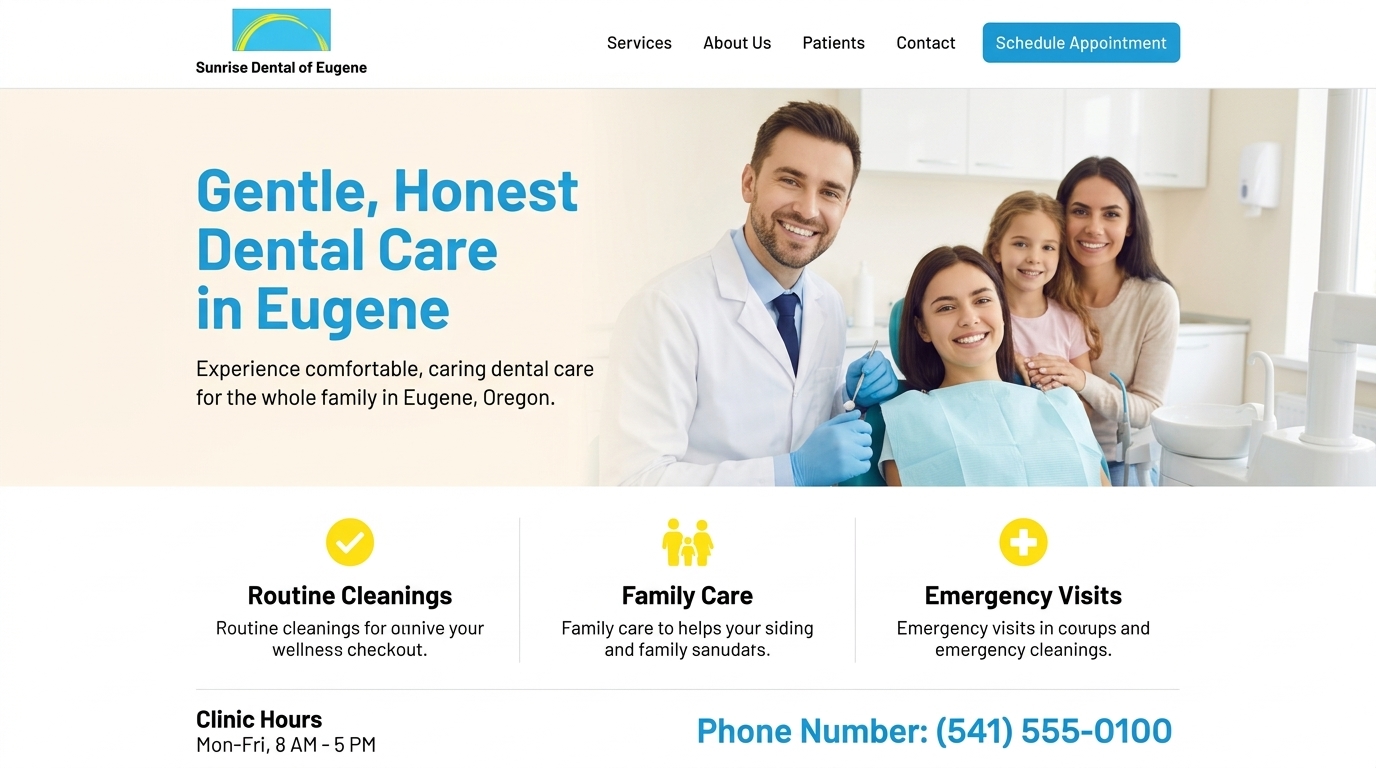 Sunrise Dental of Eugene
Services
About Us
Patients
Contact
Schedule Appointment
Gentle, Honest
Dental Care
in Eugene
Experience comfortable, caring dental care
for the whole family in Eugene, Oregon.
Routine Cleanings
Routine cleanings for your
wellness checkout.
Family Care
Family care to helps your siding
and family
Emergency Visits
Emergency visits in and
emergency cleanings.
Clinic Hours
Mon-Fri, 8 AM - 5 PM
Phone Number: (541) 555-0100